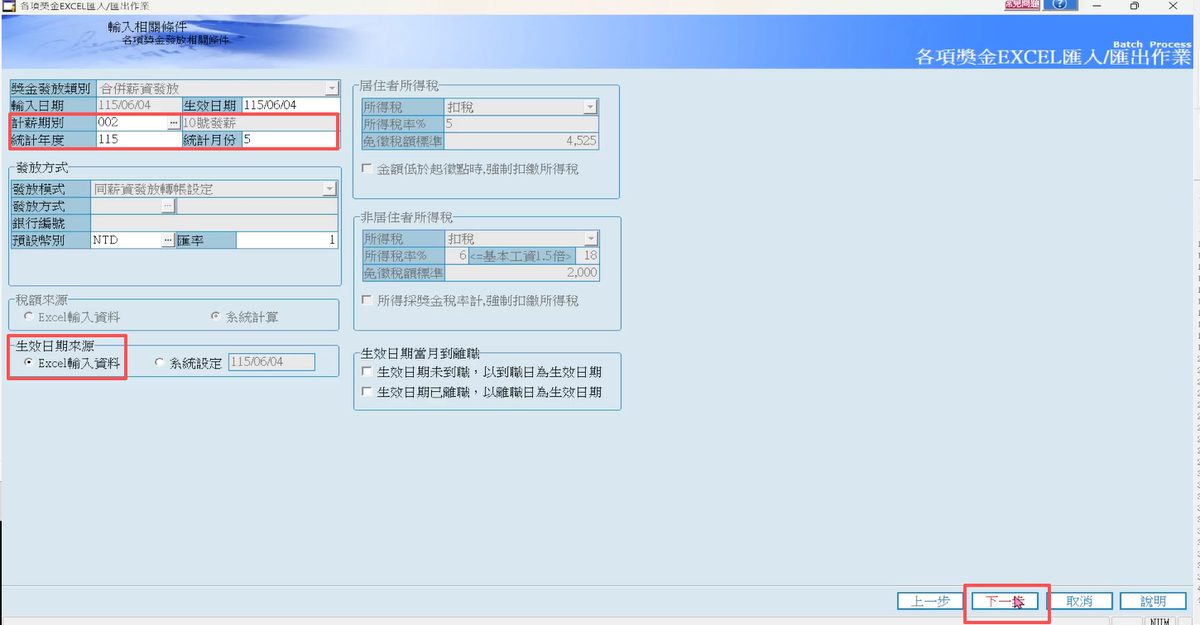 各項獎金EXCEL匯入/匯出作業
常見問題
輸入相關條件
各項獎金發放相關條件
Batch Process
各項獎金EXCEL匯入/匯出作業
獎金發放類別 合併薪資發放
輸入日期 115/06/04 生效日期 115/06/04
計薪期別 002 ... 10號發薪
統計年度 115 統計月份 5
發放方式
發放模式 同薪資發放轉帳設定
發放方式 ...
銀行編號
預設幣別 NTD ... 匯率 1
稅額來源
Excel輸入資料 系統計算
生效日期來源
Excel輸入資料 系統設定 115/06/04
居住者所得稅
所得稅 扣稅
所得稅率% 5
免徵稅額標準 4,525
金額低於起徵點時,強制扣繳所得稅
非居住者所得稅
所得稅 扣稅
所得稅率% 6 <=基本工資1.5倍> 18
免徵稅額標準 2,000
所得採獎金稅率計,強制扣繳所得稅
生效日期當月到離職
生效日期未到職，以到職日為生效日期
生效日期已離職，以離職日為生效日期
上一步 下一步 取消 說明
NUM